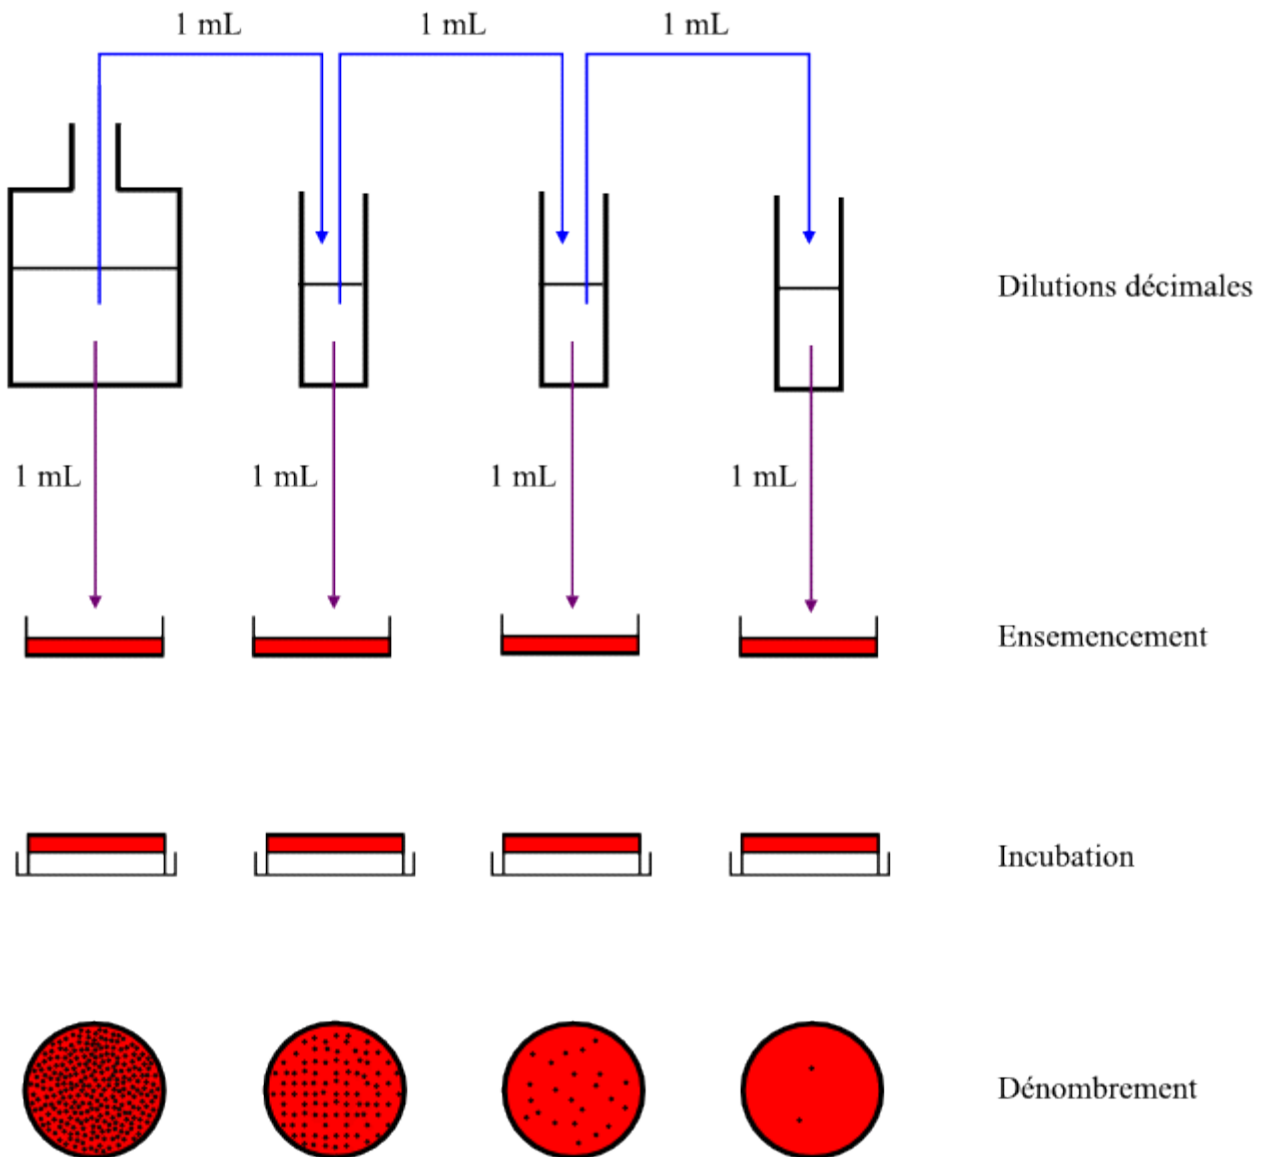 1 mL
1 mL
1 mL
Dilutions décimales
1 mL
1 mL
1 mL
1 mL
Ensemencement
Incubation
Dénombrement